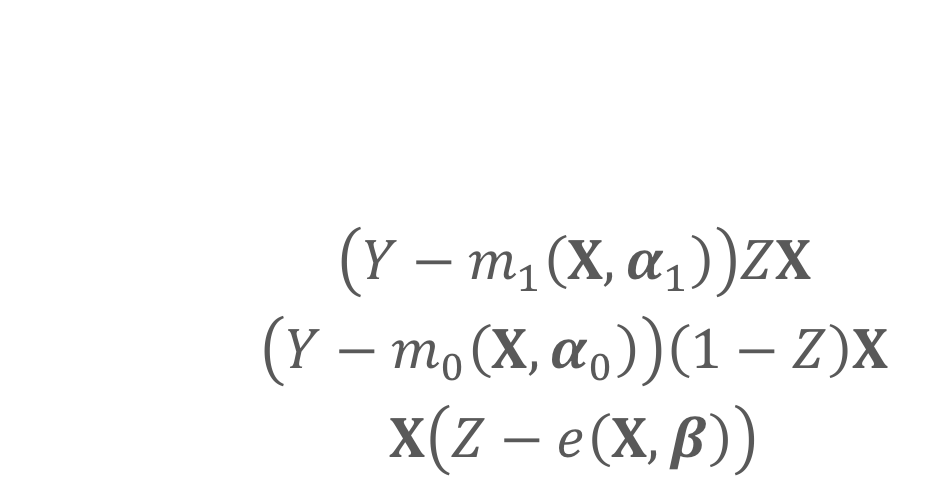 (Y − m₁(𝐗, 𝜶₁))Z𝐗
(Y − m₀(𝐗, 𝜶₀))(1 − Z)𝐗
𝐗(Z − e(𝐗, 𝜷))